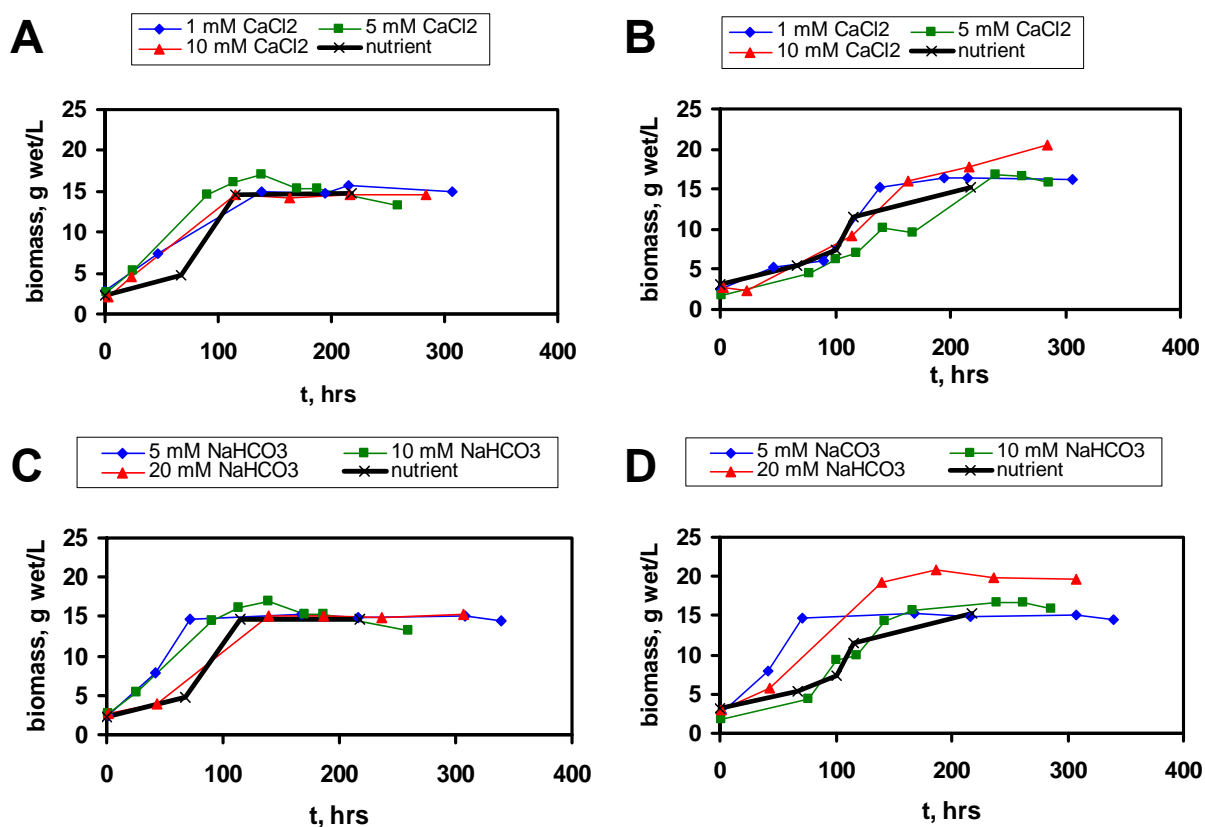 A
1 mM CaCl2 5 mM CaCl2
10 mM CaCl2 nutrient
biomass, g wet/L
25
20
15
10
5
0
0 100 200 300 400
t, hrs
B
1 mM CaCl2 5 mM CaCl2
10 mM CaCl2 nutrient
biomass, g wet/L
25
20
15
10
5
0
0 100 200 300 400
t, hrs
C
5 mM NaHCO3 10 mM NaHCO3
20 mM NaHCO3 nutrient
biomass, g wet/L
25
20
15
10
5
0
0 100 200 300 400
t, hrs
D
5 mM NaCO3 10 mM NaHCO3
20 mM NaHCO3 nutrient
biomass, g wet/L
25
20
15
10
5
0
0 100 200 300 400
t, hrs